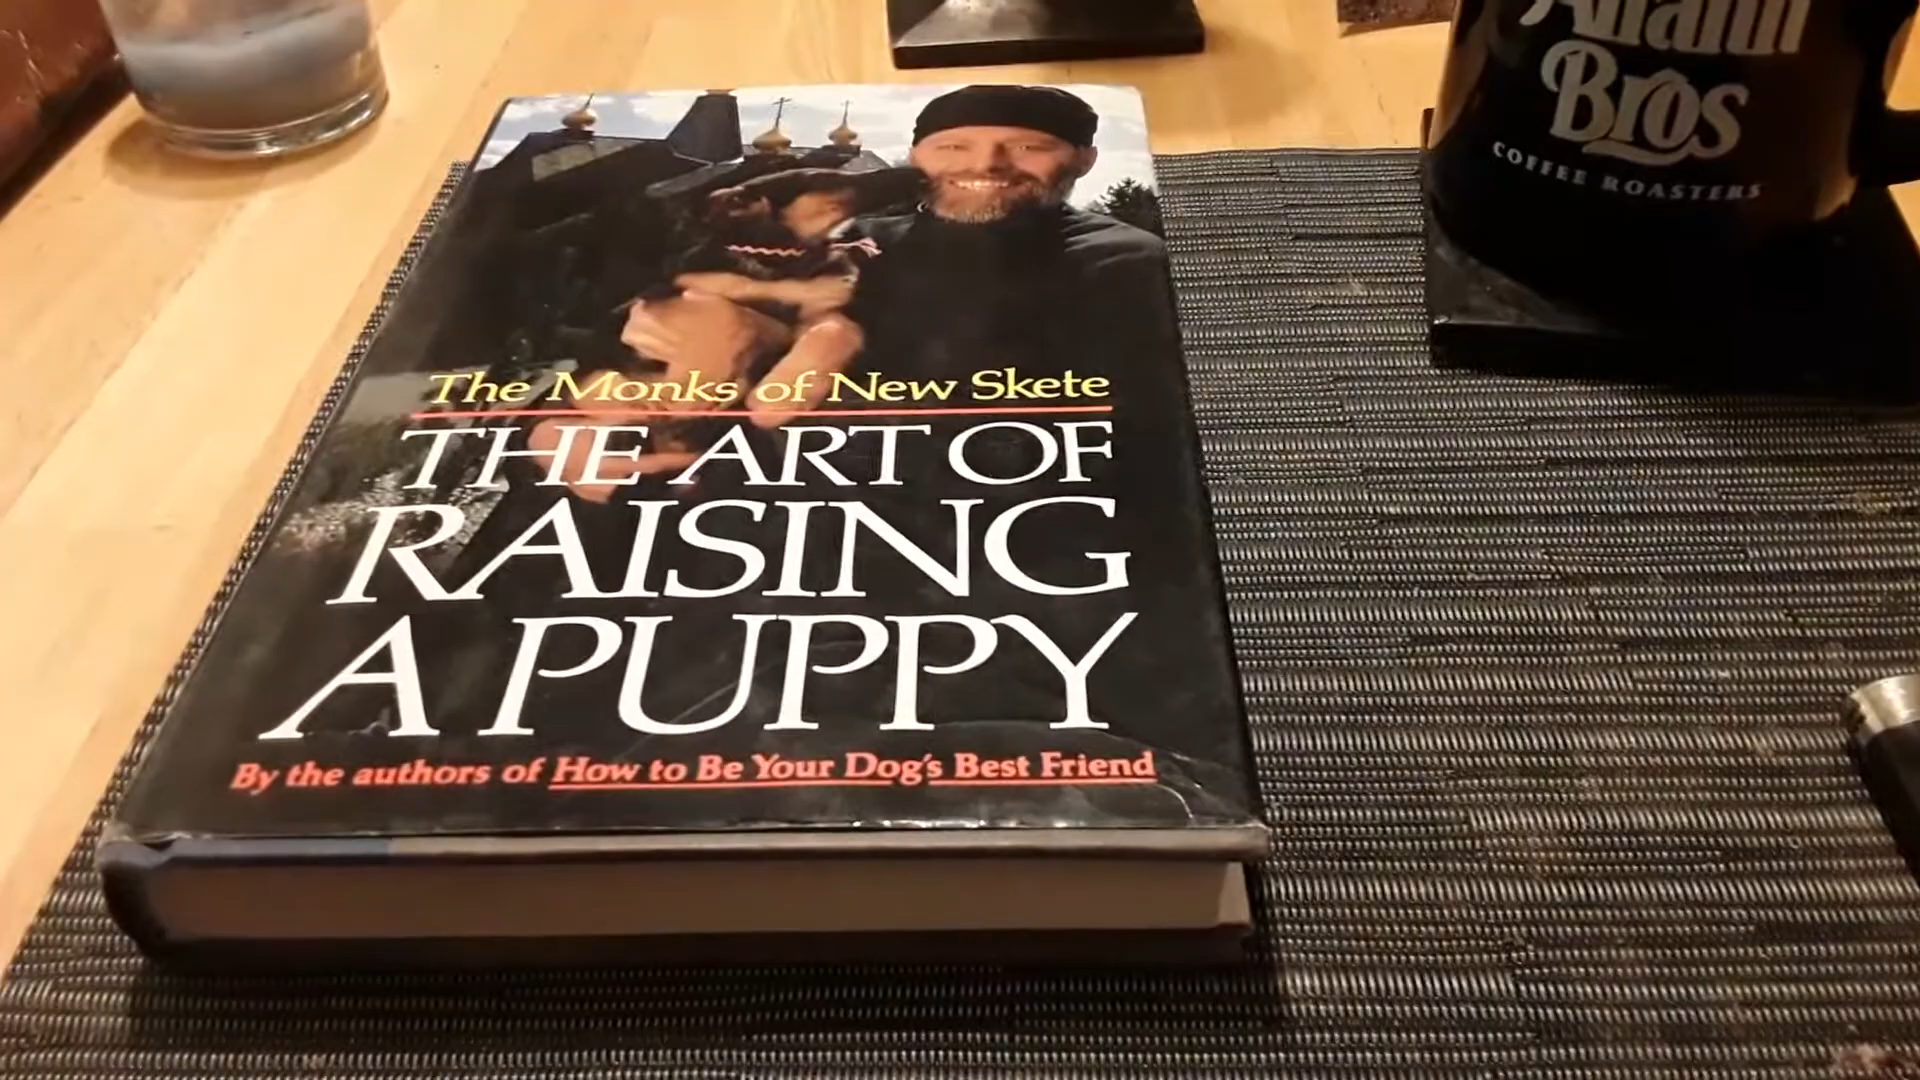 The Monks of New Skete
THE ART OF
RAISING
A PUPPY
By the authors of How to Be Your Dog's Best Friend
Bros
COFFEE ROASTERS